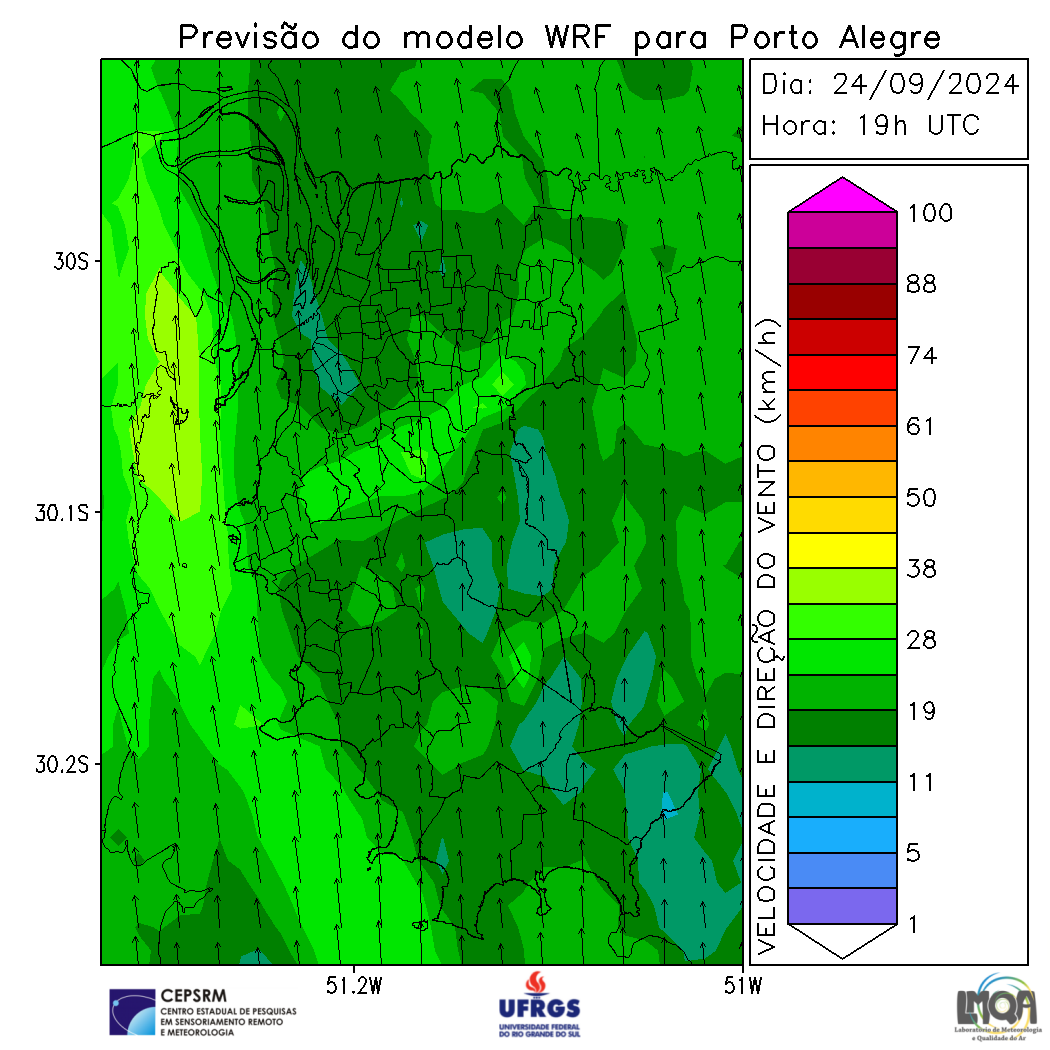 Previsão do modelo WRF para Porto Alegre
Dia: 24/09/2024
Hora: 19h UTC
30S
30.1S
30.2S
51.2W
51W
VELOCIDADE E DIREÇÃO DO VENTO (km/h)
100
88
74
61
50
38
28
19
11
5
1
CEPSRM
CENTRO ESTADUAL DE PESQUISAS
EM SENSORIAMENTO REMOTO
E METEOROLOGIA
UFRGS
UNIVERSIDADE FEDERAL
DO RIO GRANDE DO SUL
LMQA
Laboratório de Meteorologia
e Qualidade do Ar